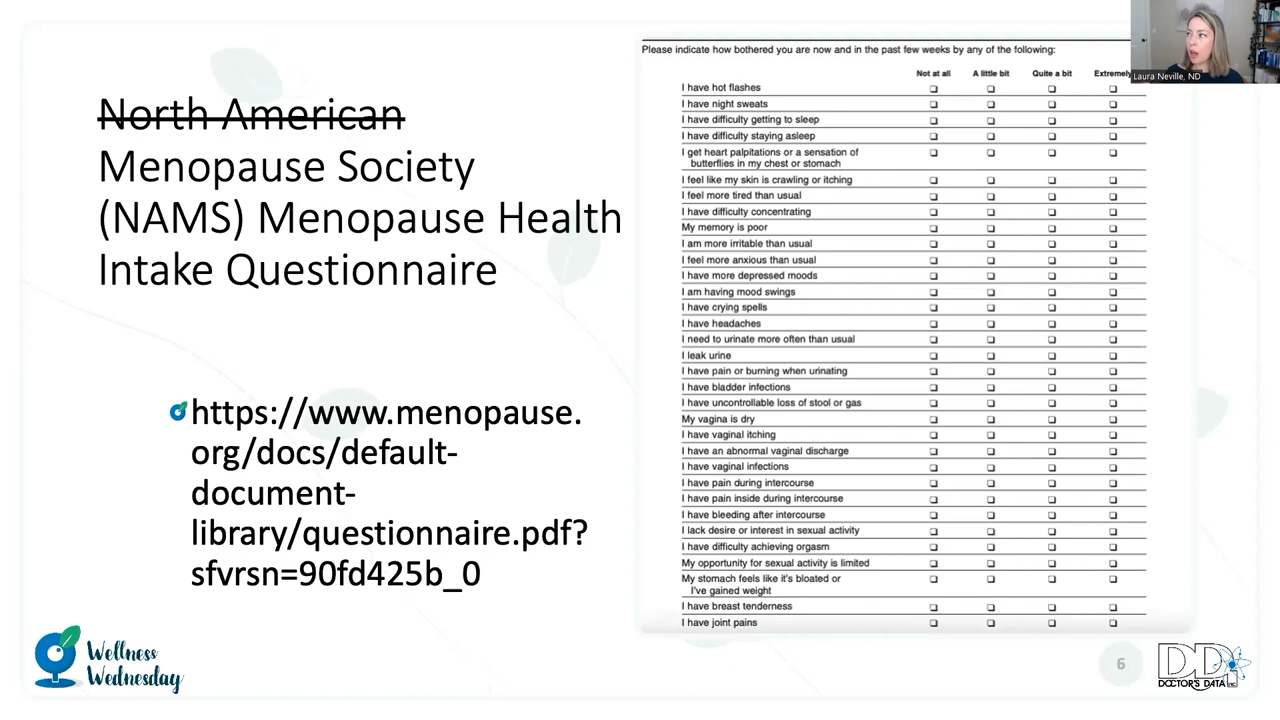 North American
Menopause Society
(NAMS) Menopause Health
Intake Questionnaire
https://www.menopause.
org/docs/default-
document-
library/questionnaire.pdf?
sfvrsn=90fd425b_0
Please indicate how bothered you are now and in the past few weeks by any of the following:
Not at all A little bit Quite a bit Extremely
I have hot flashes
I have night sweats
I have difficulty getting to sleep
I have difficulty staying asleep
I get heart palpitations or a sensation of
butterflies in my chest or stomach
I feel like my skin is crawling or itching
I feel more tired than usual
I have difficulty concentrating
My memory is poor
I am more irritable than usual
I feel more anxious than usual
I have more depressed moods
I am having mood swings
I have crying spells
I have headaches
I need to urinate more often than usual
I leak urine
I have pain or burning when urinating
I have bladder infections
I have uncontrollable loss of stool or gas
My vagina is dry
I have vaginal itching
I have an abnormal vaginal discharge
I have vaginal infections
I have pain during intercourse
I have pain inside during intercourse
I have bleeding after intercourse
I lack desire or interest in sexual activity
I have difficulty achieving orgasm
My opportunity for sexual activity is limited
My stomach feels like it's bloated or
I've gained weight
I have breast tenderness
I have joint pains
Laura Neville, ND
Wellness
Wednesday
6
DDi
DOCTOR'S DATA INC